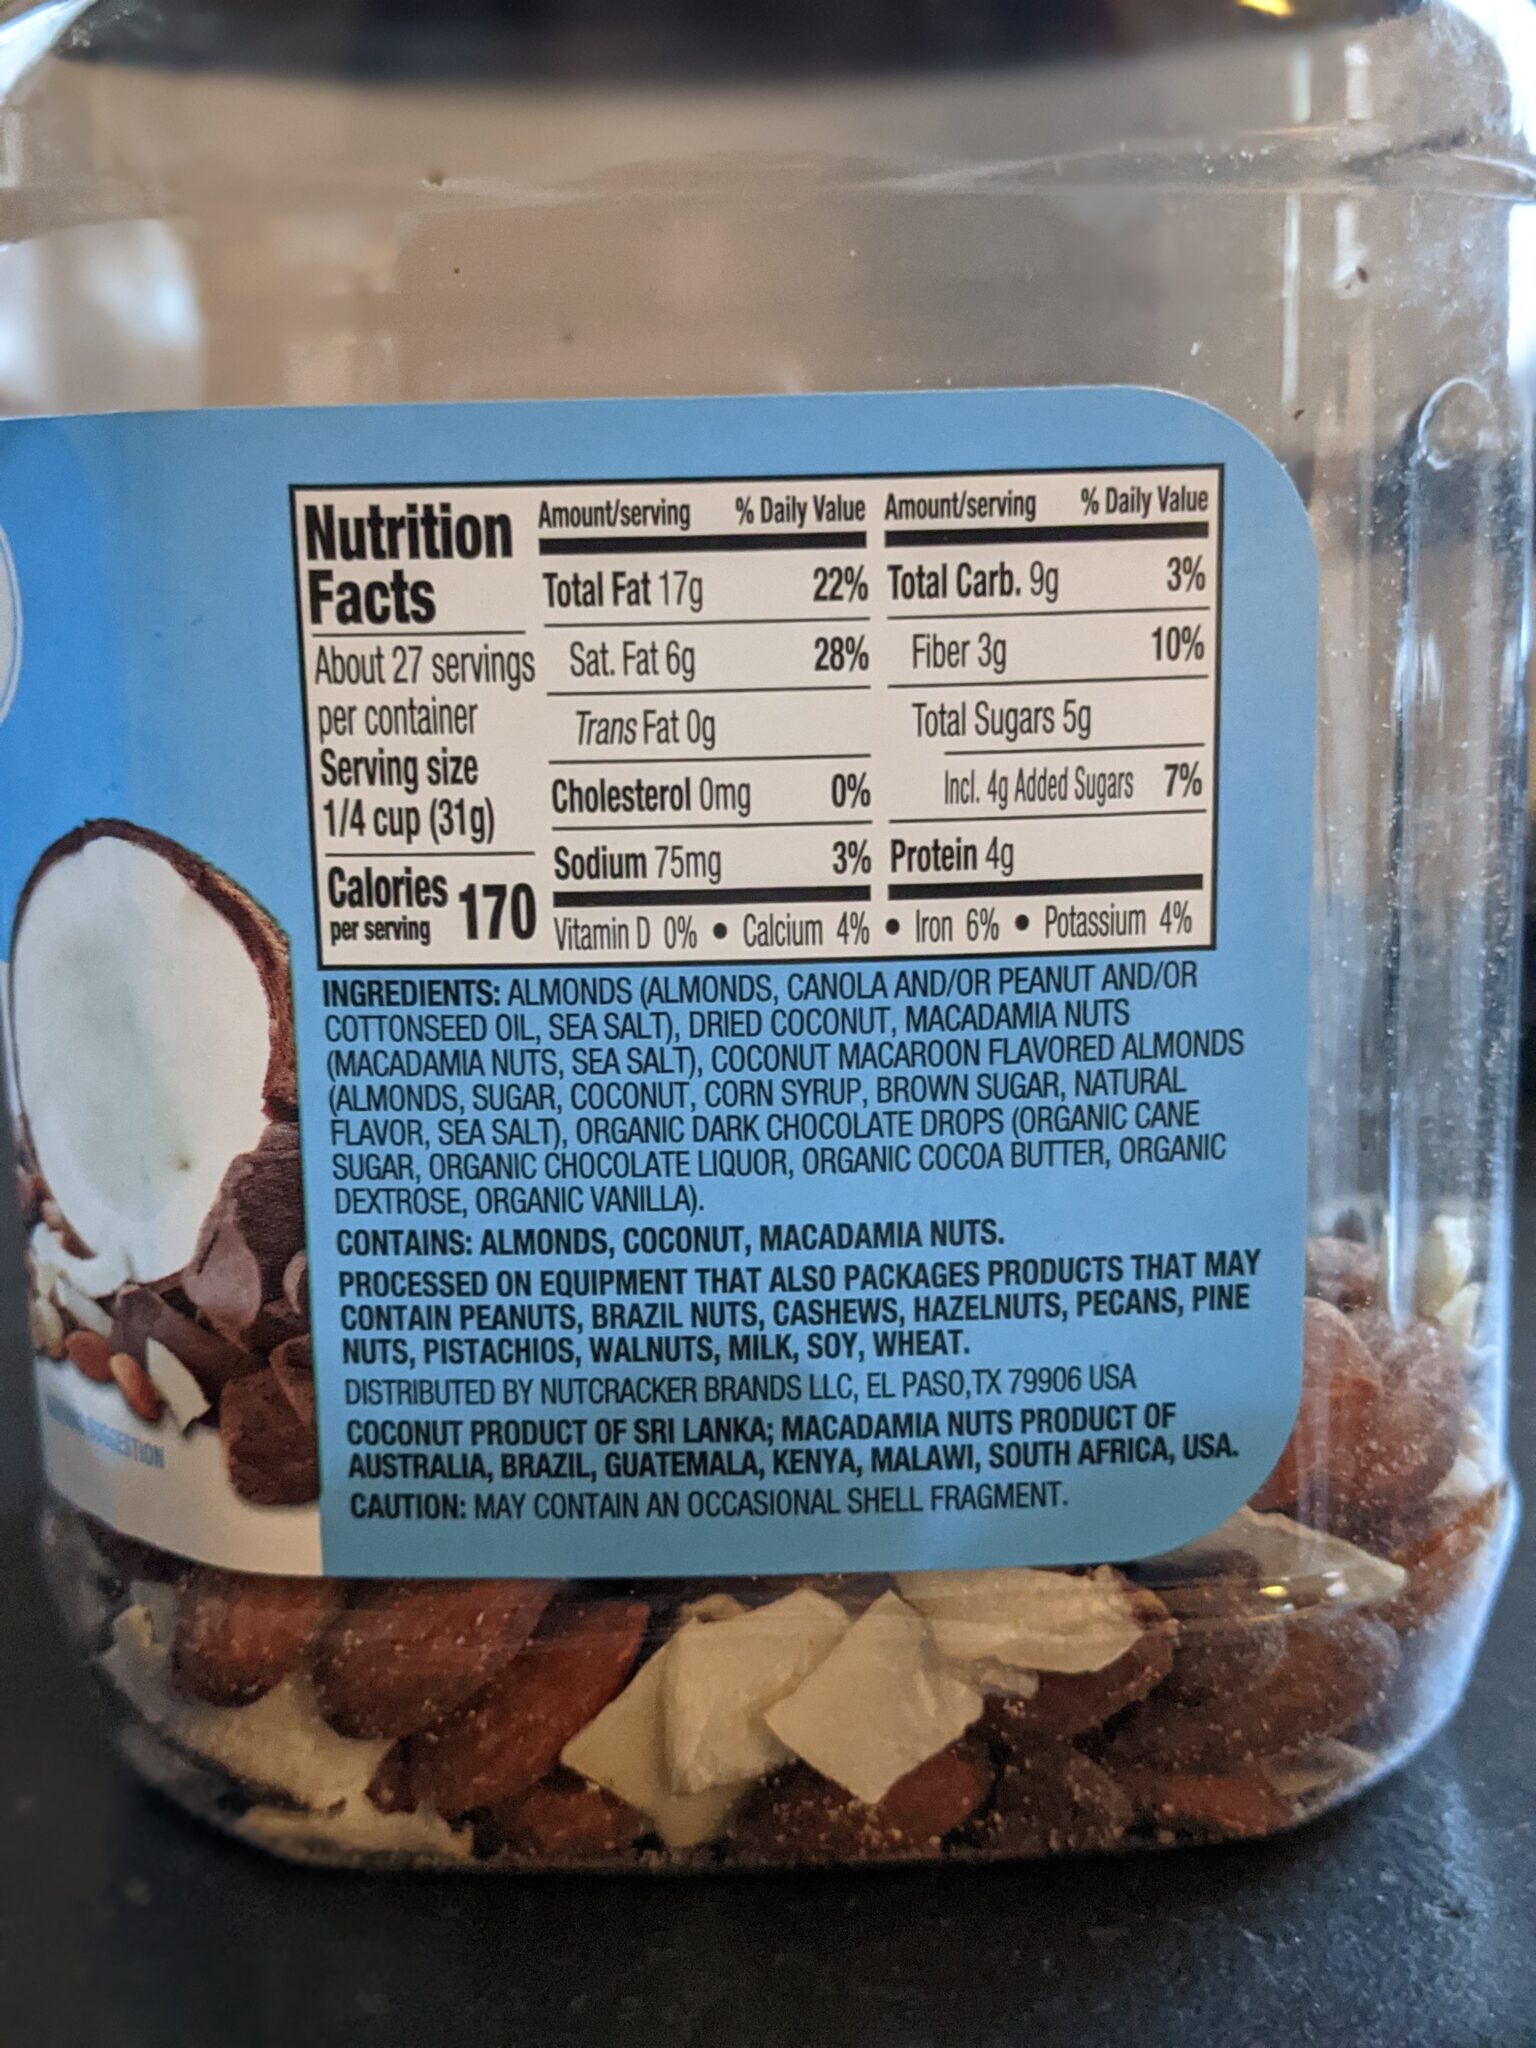 Nutrition
Facts
About 27 servings
per container
Serving size
1/4 cup (31g)
Calories
per serving
170
Amount/serving % Daily Value
Total Fat 17g 22%
Sat. Fat 6g 28%
Trans Fat 0g
Cholesterol 0mg 0%
Sodium 75mg 3%
Amount/serving % Daily Value
Total Carb. 9g 3%
Fiber 3g 10%
Total Sugars 5g
Incl. 4g Added Sugars 7%
Protein 4g
Vitamin D 0% • Calcium 4% • Iron 6% • Potassium 4%
INGREDIENTS: ALMONDS (ALMONDS, CANOLA AND/OR PEANUT AND/OR
COTTONSEED OIL, SEA SALT), DRIED COCONUT, MACADAMIA NUTS
(MACADAMIA NUTS, SEA SALT), COCONUT MACAROON FLAVORED ALMONDS
(ALMONDS, SUGAR, COCONUT, CORN SYRUP, BROWN SUGAR, NATURAL
FLAVOR, SEA SALT), ORGANIC DARK CHOCOLATE DROPS (ORGANIC CANE
SUGAR, ORGANIC CHOCOLATE LIQUOR, ORGANIC COCOA BUTTER, ORGANIC
DEXTROSE, ORGANIC VANILLA).
CONTAINS: ALMONDS, COCONUT, MACADAMIA NUTS.
PROCESSED ON EQUIPMENT THAT ALSO PACKAGES PRODUCTS THAT MAY
CONTAIN PEANUTS, BRAZIL NUTS, CASHEWS, HAZELNUTS, PECANS, PINE
NUTS, PISTACHIOS, WALNUTS, MILK, SOY, WHEAT.
DISTRIBUTED BY NUTCRACKER BRANDS LLC, EL PASO,TX 79906 USA
COCONUT PRODUCT OF SRI LANKA; MACADAMIA NUTS PRODUCT OF
AUSTRALIA, BRAZIL, GUATEMALA, KENYA, MALAWI, SOUTH AFRICA, USA.
CAUTION: MAY CONTAIN AN OCCASIONAL SHELL FRAGMENT.
SUGGESTION